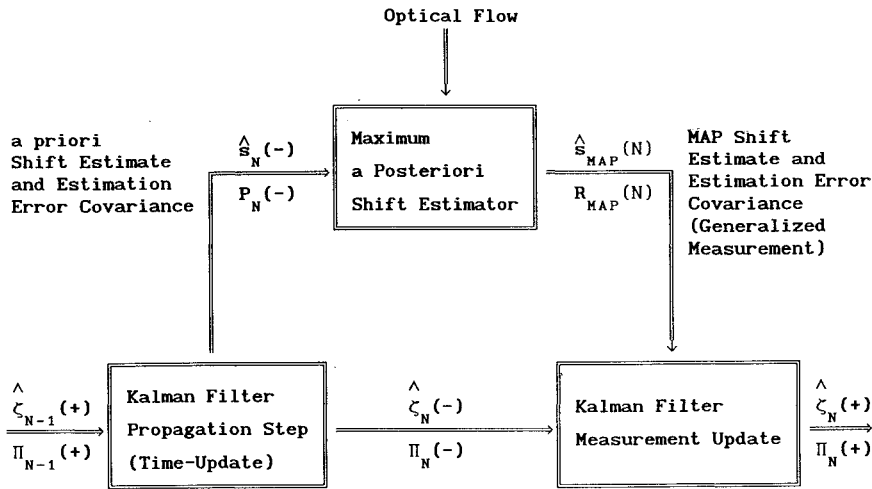 Optical Flow
a priori
Shift Estimate
and Estimation
Error Covariance
ŝ_N(-)
P_N(-)
Maximum
a Posteriori
Shift Estimator
ŝ_MAP(N)
R_MAP(N)
MAP Shift
Estimate and
Estimation Error
Covariance
(Generalized
Measurement)
ζ̂_N-1(+)
Π_N-1(+)
Kalman Filter
Propagation Step
(Time-Update)
ζ̂_N(-)
Π_N(-)
Kalman Filter
Measurement Update
ζ̂_N(+)
Π_N(+)